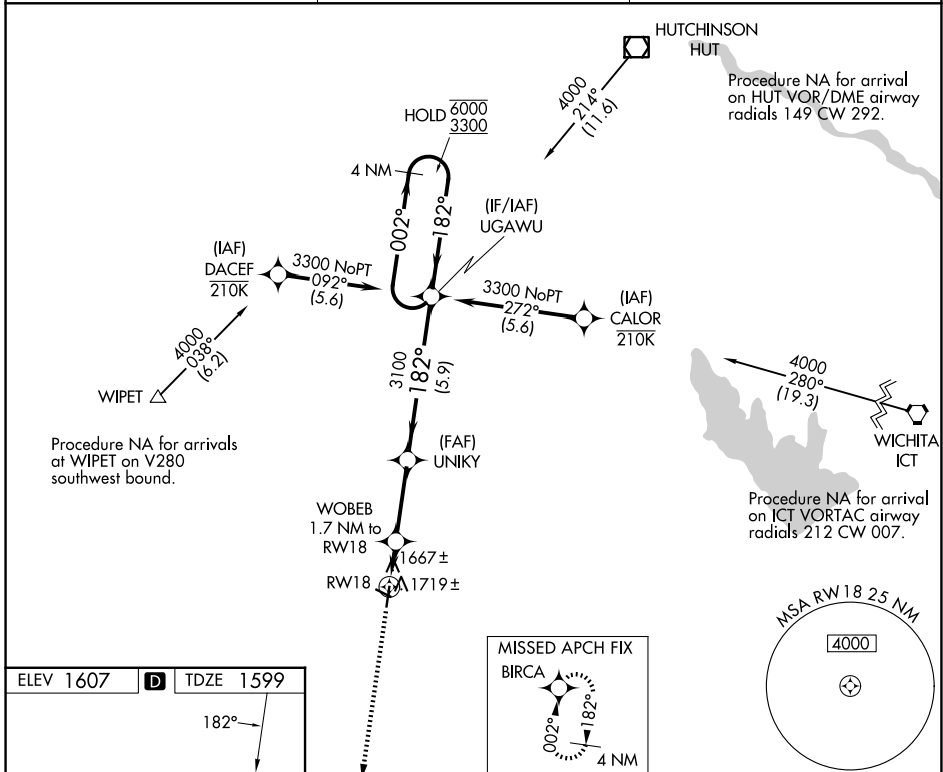 HUTCHINSON
HUT
Procedure NA for arrival
on HUT VOR/DME airway
radials 149 CW 292.
4000
214°
(11.6)
HOLD 6000
3300
4 NM
002°
182°
(IF/IAF)
UGAWU
(IAF)
DACEF
210K
3300 NoPT
092°
(5.6)
3300 NoPT
272°
(5.6)
(IAF)
CALOR
210K
4000
038°
(6.2)
WIPET
3100
182°
(5.9)
4000
280°
(19.3)
WICHITA
ICT
Procedure NA for arrivals
at WIPET on V280
southwest bound.
(FAF)
UNIKY
Procedure NA for arrival
on ICT VORTAC airway
radials 212 CW 007.
WOBEB
1.7 NM to
RW18
1667±
RW18
1719±
MSA RW18 25 NM
4000
MISSED APCH FIX
BIRCA
002°
182°
4 NM
ELEV 1607 D TDZE 1599
182°